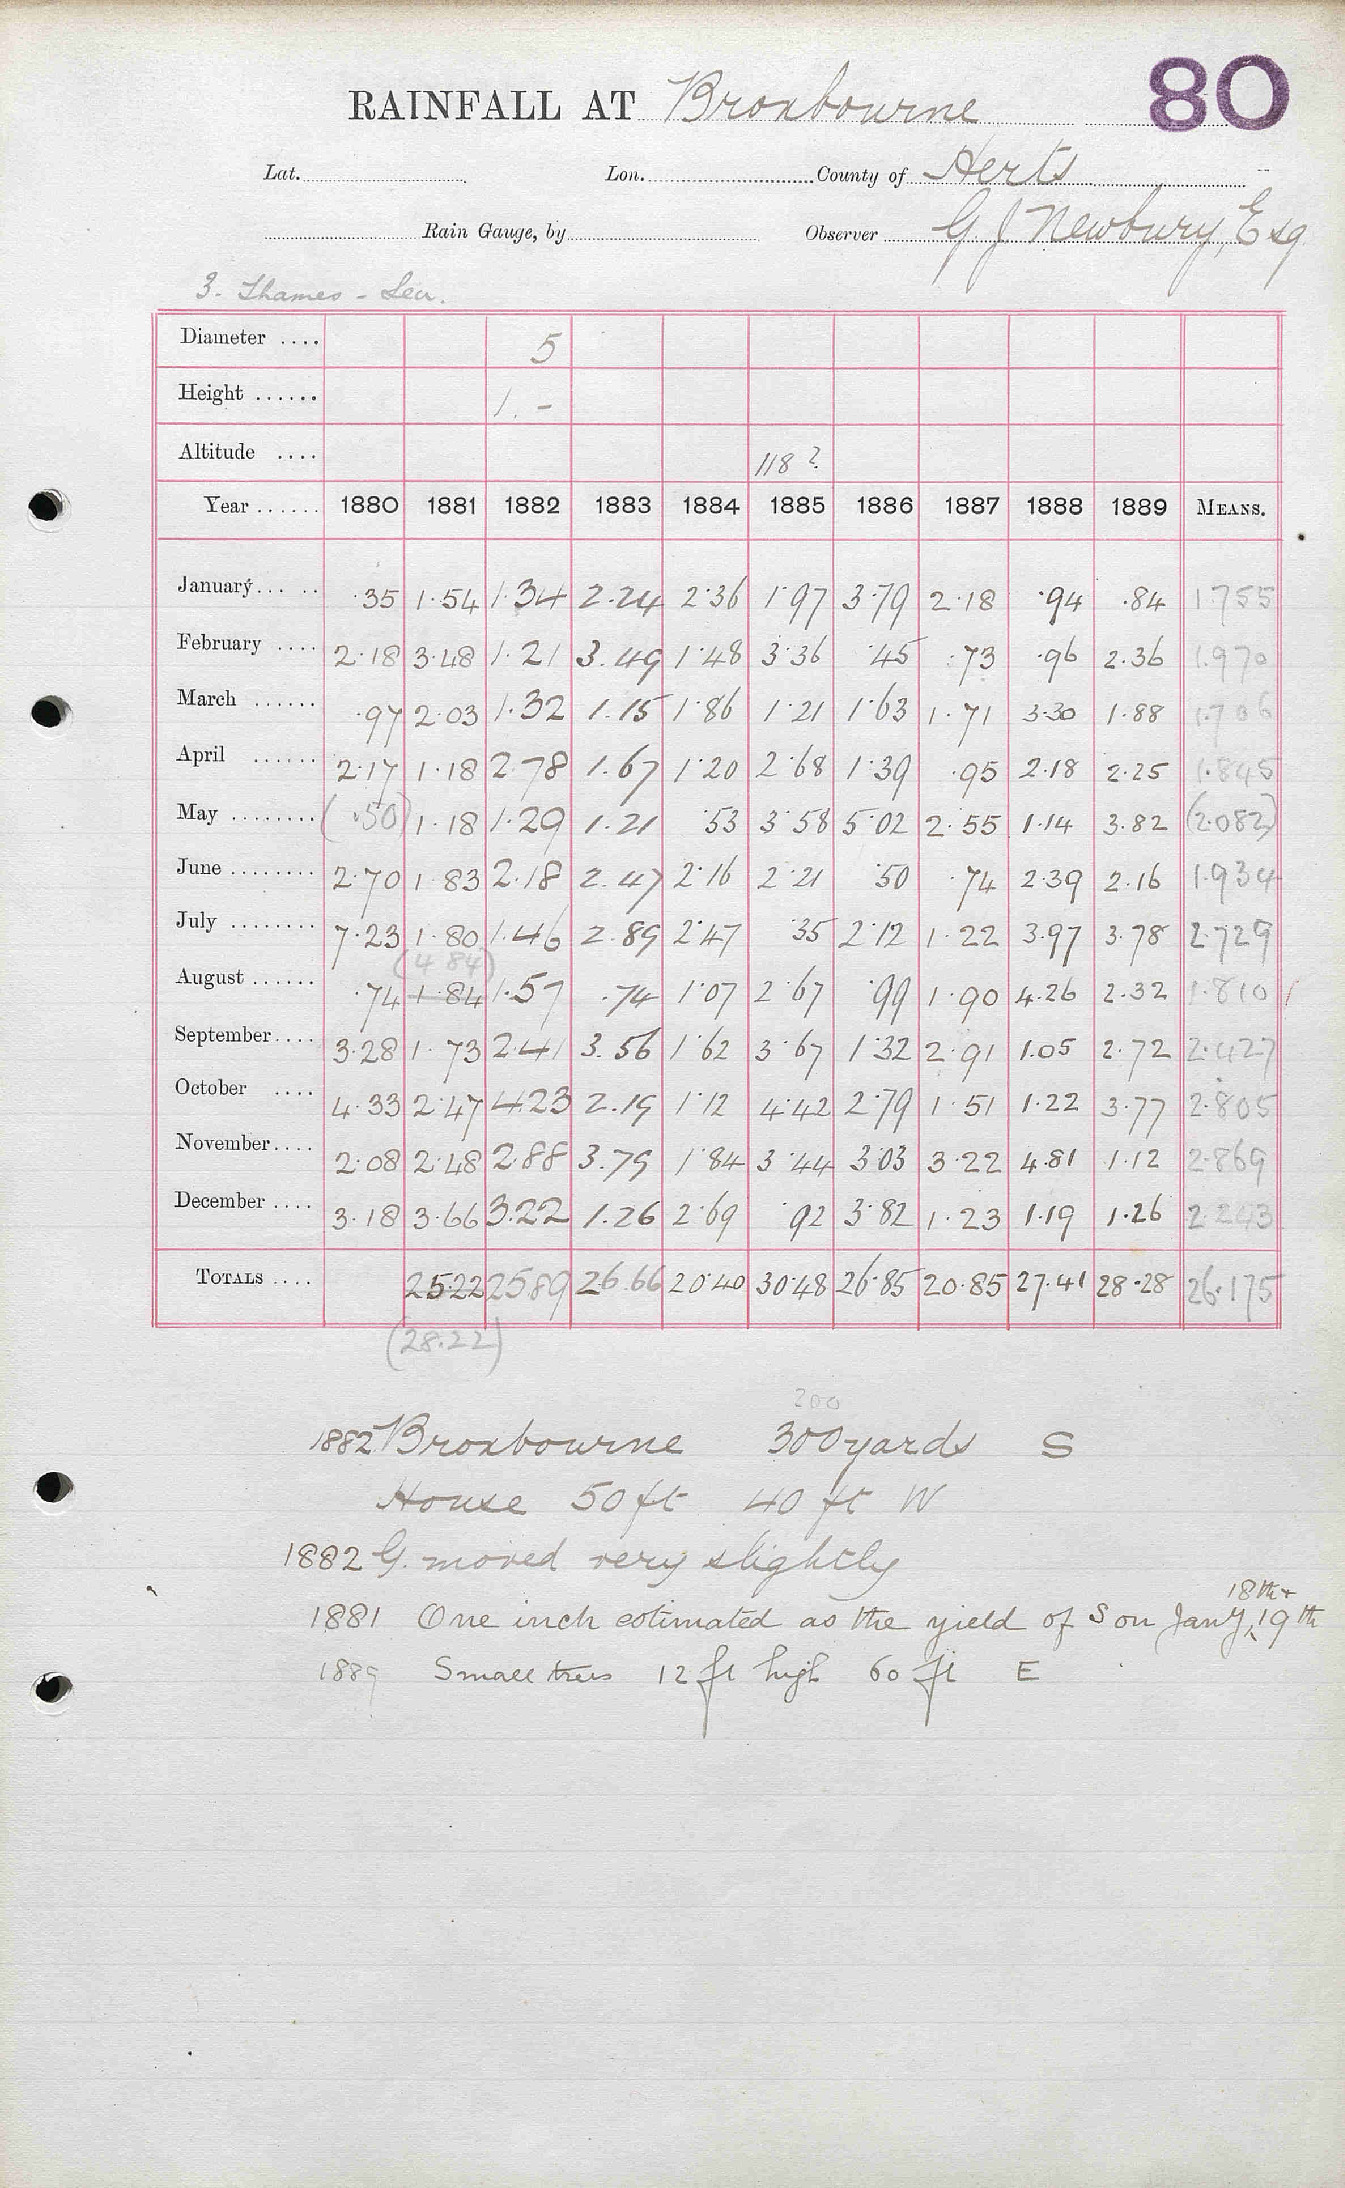 80
RAINFALL AT Broxbourne
Lat. Lon. County of Herts
Rain Gauge, by Observer G J Newbury, Esq
3. Thames - Lea.
Diameter .... 5
Height ...... 1. -
Altitude .... 118 ?
Year ...... 1880 1881 1882 1883 1884 1885 1886 1887 1888 1889 MEANS.
January ..... .35 1.54 1.34 2.24 2.36 1.97 3.79 2.18 .94 .84 1.755
February .... 2.18 3.48 1.21 3.49 1.48 3.36 .45 .73 .96 2.36 1.970
March ...... .97 2.03 1.32 1.15 1.86 1.21 1.63 1.71 3.30 1.88 1.706
April ...... 2.17 1.18 2.78 1.67 1.20 2.68 1.39 .95 2.18 2.25 1.845
May ........ (.50) 1.18 1.29 1.21 .53 3.58 5.02 2.55 1.14 3.82 (2.082)
June ........ 2.70 1.83 2.18 2.47 2.16 2.21 .50 .74 2.39 2.16 1.934
July ........ 7.23 1.80 1.46 2.89 2.47 .35 2.12 1.22 3.97 3.78 2.729
(4.84)
August ...... .74 1.84 1.57 .74 1.07 2.67 .99 1.90 4.26 2.32 1.810
September .... 3.28 1.73 2.41 3.56 1.62 3.67 1.32 2.91 1.05 2.72 2.427
October .... 4.33 2.47 4.23 2.19 1.12 4.42 2.79 1.51 1.22 3.77 2.805
November .... 2.08 2.48 2.88 3.79 1.84 3.44 3.03 3.22 4.81 1.12 2.869
December .... 3.18 3.66 3.22 1.26 2.69 .92 3.82 1.23 1.19 1.26 2.243
TOTALS .... 25.22 25.89 26.66 20.40 30.48 26.85 20.85 27.41 28.28 26.175
(28.22)
200
1882 Broxbourne 300 yards S
House 50 ft 40 ft W
1882 G. moved very slightly
18th +
1881 One inch estimated as the yield of S on Jany 19th
1889 Small trees 12 ft high 60 ft E